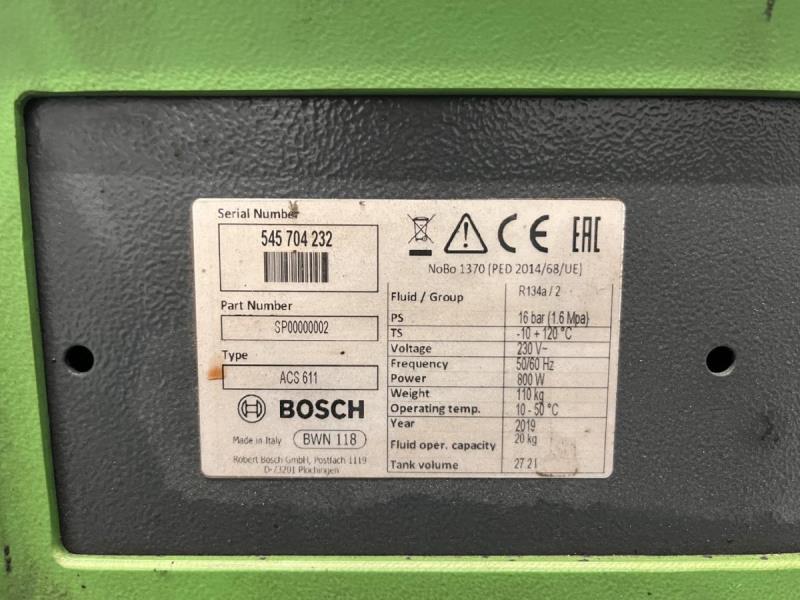 Serial Number
545 704 232
Part Number
SP00000002
Type
ACS 611
BOSCH
Made in Italy BWN 118
Robert Bosch GmbH, Postfach 1119
D-73201 Plochingen
CE EAC
NoBo 1370 [PED 2014/68/UE]
Fluid / Group R134a / 2
PS 16 bar (1.6 Mpa)
TS -10 + 120 °C
Voltage 230 V~
Frequency 50/60 Hz
Power 800 W
Weight 110 kg
Operating temp. 10 - 50 °C
Year 2019
Fluid oper. capacity 20 kg
Tank volume 27.2 l